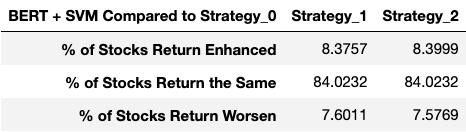 BERT + SVM Compared to Strategy_0 Strategy_1 Strategy_2
% of Stocks Return Enhanced 8.3757 8.3999
% of Stocks Return the Same 84.0232 84.0232
% of Stocks Return Worsen 7.6011 7.5769